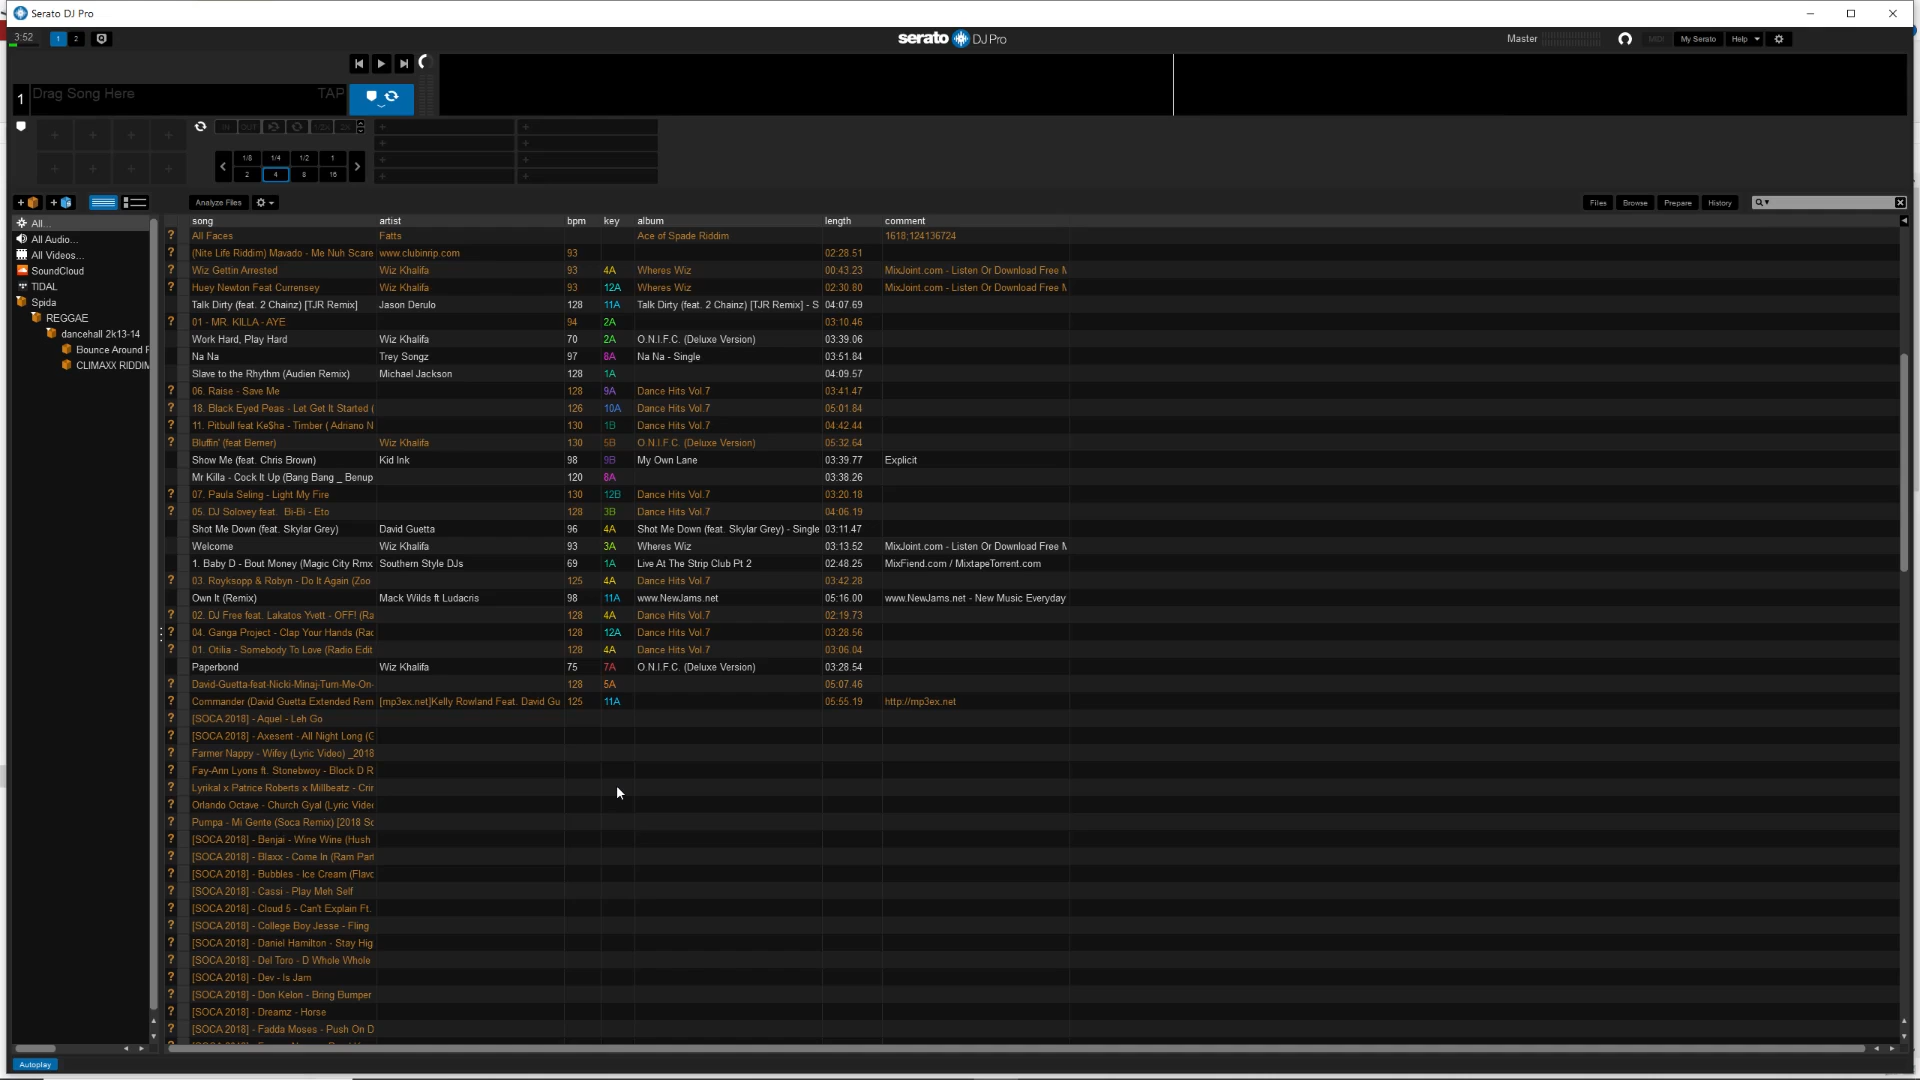 Serato DJ Pro
3:52 1 2 serato DJ Pro Master MIDI My Serato Help
1 Drag Song Here TAP
IN OUT 1/2X 2X
1/8 1/4 1/2 1
2 4 8 16
Analyze Files Files Browse Prepare History
song artist bpm key album length comment
All...
All Audio...
All Videos...
SoundCloud
TIDAL
Spida
REGGAE
dancehall 2k13-14
Bounce Around F
CLIMAXX RIDDIM
? All Faces Fatts Ace of Spade Riddim 1618;124136724
? (Nite Life Riddim) Mavado - Me Nuh Scare www.clubinrip.com 93 02:28.51
? Wiz Gettin Arrested Wiz Khalifa 93 4A Wheres Wiz 00:43.23 MixJoint.com - Listen Or Download Free M
? Huey Newton Feat Currensey Wiz Khalifa 93 12A Wheres Wiz 02:30.80 MixJoint.com - Listen Or Download Free M
Talk Dirty (feat. 2 Chainz) [TJR Remix] Jason Derulo 128 11A Talk Dirty (feat. 2 Chainz) [TJR Remix] - S 04:07.69
? 01 - MR. KILLA - AYE 94 2A 03:10.46
Work Hard, Play Hard Wiz Khalifa 70 2A O.N.I.F.C. (Deluxe Version) 03:39.06
Na Na Trey Songz 97 8A Na Na - Single 03:51.84
Slave to the Rhythm (Audien Remix) Michael Jackson 128 1A 04:09.57
? 06. Raise - Save Me 128 9A Dance Hits Vol.7 03:41.47
? 18. Black Eyed Peas - Let Get It Started ( 126 10A Dance Hits Vol.7 05:01.84
? 11. Pitbull feat Ke$ha - Timber ( Adriano N 130 1B Dance Hits Vol.7 04:42.44
? Bluffin' (feat Berner) Wiz Khalifa 130 5B O.N.I.F.C. (Deluxe Version) 05:32.64
Show Me (feat. Chris Brown) Kid Ink 98 9B My Own Lane 03:39.77 Explicit
Mr Killa - Cock It Up (Bang Bang _ Benup 120 8A 03:38.26
? 07. Paula Seling - Light My Fire 130 12B Dance Hits Vol.7 03:20.18
? 05. DJ Solovey feat. Bi-Bi - Eto 128 3B Dance Hits Vol.7 04:06.19
Shot Me Down (feat. Skylar Grey) David Guetta 96 4A Shot Me Down (feat. Skylar Grey) - Single 03:11.47
Welcome Wiz Khalifa 93 3A Wheres Wiz 03:13.52 MixJoint.com - Listen Or Download Free M
1. Baby D - Bout Money (Magic City Rmx Southern Style DJs 69 1A Live At The Strip Club Pt 2 02:48.25 MixFiend.com / MixtapeTorrent.com
? 03. Royksopp & Robyn - Do It Again (Zoo 125 4A Dance Hits Vol.7 03:42.28
Own It (Remix) Mack Wilds ft Ludacris 98 11A www.NewJams.net 05:16.00 www.NewJams.net - New Music Everyday
? 02. DJ Free feat. Lakatos Yvett - OFF! (Ra 128 4A Dance Hits Vol.7 02:19.73
? 04. Ganga Project - Clap Your Hands (Rad 128 12A Dance Hits Vol.7 03:28.56
? 01. Otilia - Somebody To Love (Radio Edit 128 4A Dance Hits Vol.7 03:06.04
Paperbond Wiz Khalifa 75 7A O.N.I.F.C. (Deluxe Version) 03:28.54
? David-Guetta-feat-Nicki-Minaj-Turn-Me-On- 128 5A 05:07.46
? Commander (David Guetta Extended Rem [mp3ex.net]Kelly Rowland Feat. David Gu 125 11A 05:55.19 http://mp3ex.net
? [SOCA 2018] - Aquel - Leh Go
? [SOCA 2018] - Axesent - All Night Long (C
? Farmer Nappy - Wifey (Lyric Video) _2018
? Fay-Ann Lyons ft. Stonebwoy - Block D R
? Lyrikal x Patrice Roberts x Millbeatz - Crim
? Orlando Octave - Church Gyal (Lyric Video
? Pumpa - Mi Gente (Soca Remix) [2018 So
? [SOCA 2018] - Benjai - Wine Wine (Hush
? [SOCA 2018] - Blaxx - Come In (Ram Part
? [SOCA 2018] - Bubbles - Ice Cream (Flavo
? [SOCA 2018] - Cassi - Play Meh Self
? [SOCA 2018] - Cloud 5 - Can't Explain Ft.
? [SOCA 2018] - College Boy Jesse - Fling
? [SOCA 2018] - Daniel Hamilton - Stay Hig
? [SOCA 2018] - Del Toro - D Whole Whole
? [SOCA 2018] - Dev - Is Jam
? [SOCA 2018] - Don Kelon - Bring Bumper
? [SOCA 2018] - Dreamz - Horse
? [SOCA 2018] - Fadda Moses - Push On D
Autoplay